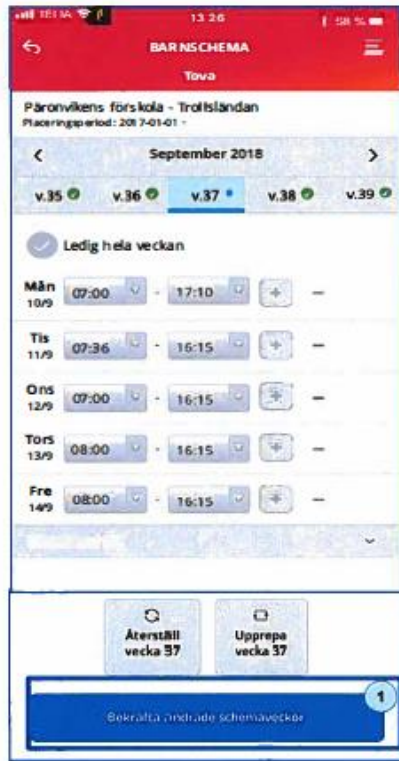 TELIA 13 26 58 %
BARNSCHEMA
Tova
Päronvikens förskola - Trollsländan
Placeringsperiod: 2017-01-01 -
< September 2018 >
v.35 v.36 v.37 v.38 v.39
Ledig hela veckan
Mån 07:00 - 17:10 + -
10/9
Tis 07:36 - 16:15 + -
11/9
Ons 07:00 - 16:15 + -
12/9
Tors 08:00 - 16:15 + -
13/9
Fre 08:00 - 16:15 + -
14/9
Återställ vecka 37
Upprepa vecka 37
1
Bekräfta ändrade schemaveckor